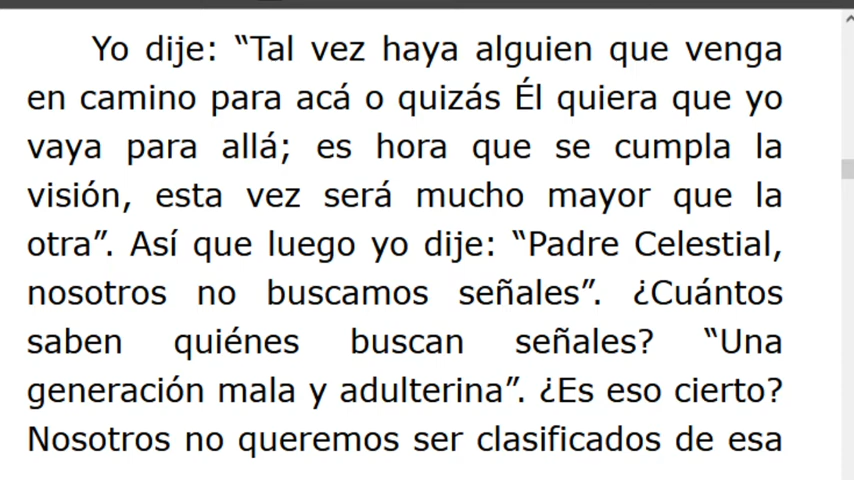 Yo dije: “Tal vez haya alguien que venga
en camino para acá o quizás Él quiera que yo
vaya para allá; es hora que se cumpla la
visión, esta vez será mucho mayor que la
otra”. Así que luego yo dije: “Padre Celestial,
nosotros no buscamos señales”. ¿Cuántos
saben quiénes buscan señales? “Una
generación mala y adulterina”. ¿Es eso cierto?
Nosotros no queremos ser clasificados de esa